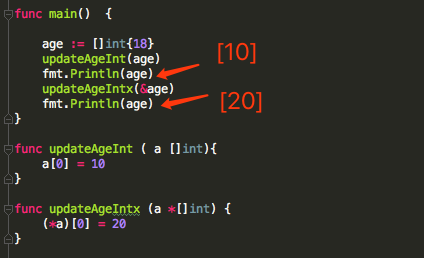 func main()  {
age := []int{18}
updateAgeInt(age)
fmt.Println(age)
[10]
updateAgeIntx(&age)
fmt.Println(age)
[20]
}
func updateAgeInt ( a []int){
a[0] = 10
}
func updateAgeIntx (a *[]int) {
(*a)[0] = 20
}